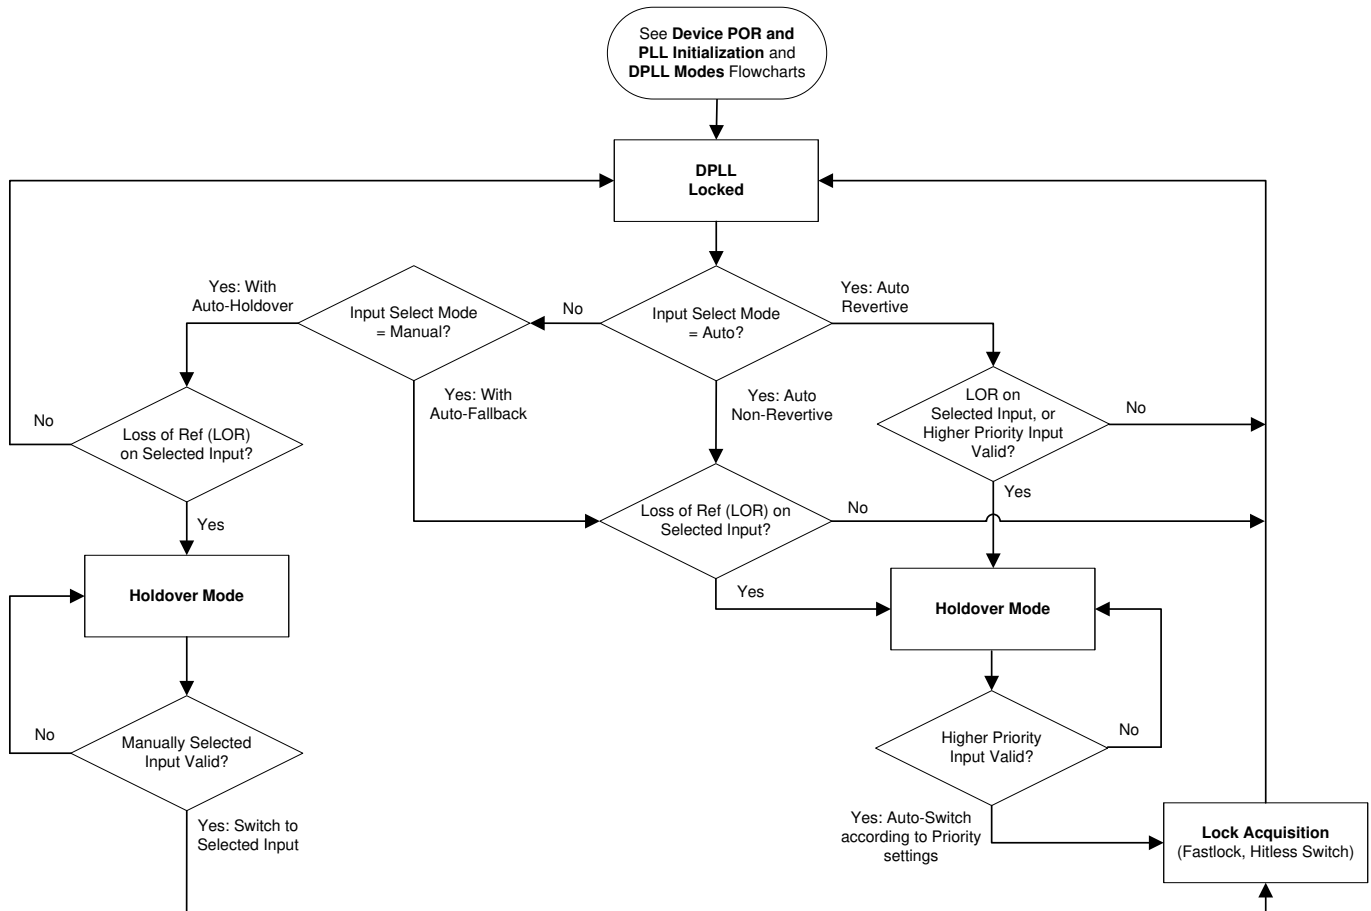 See Device POR and
PLL Initialization and
DPLL Modes Flowcharts
DPLL
Locked
Yes: With
Auto-Holdover
Input Select Mode
= Manual?
No
Input Select Mode
= Auto?
Yes: Auto
Revertive
No
Loss of Ref (LOR)
on Selected Input?
Yes: With
Auto-Fallback
Yes: Auto
Non-Revertive
LOR on
Selected Input, or
Higher Priority Input
Valid?
No
Yes
Loss of Ref (LOR) on
Selected Input?
No
Yes
Holdover Mode
Yes
Holdover Mode
No
Manually Selected
Input Valid?
Higher Priority
Input Valid?
No
Yes: Switch to
Selected Input
Yes: Auto-Switch
according to Priority
settings
Lock Acquisition
(Fastlock, Hitless Switch)